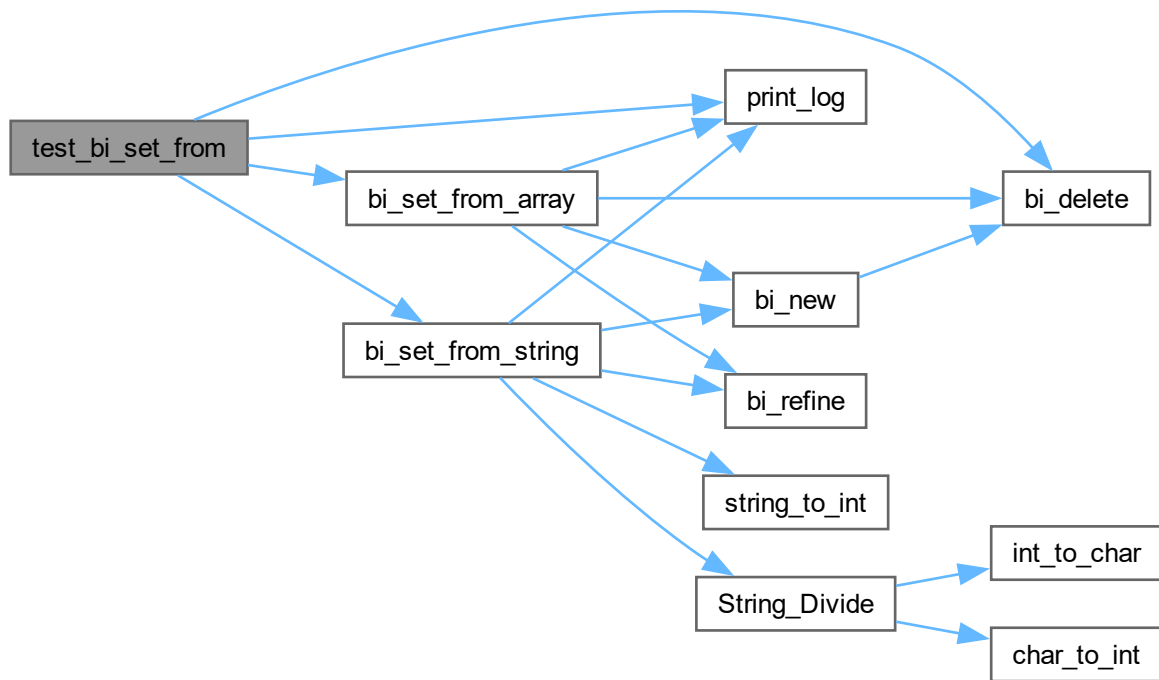 test_bi_set_from
print_log
bi_set_from_array
bi_delete
bi_new
bi_set_from_string
bi_refine
string_to_int
String_Divide
int_to_char
char_to_int